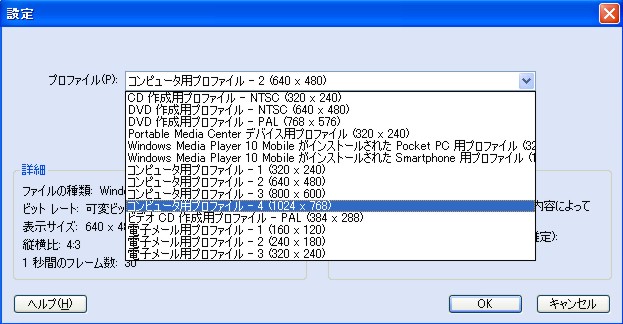 設定
プロファイル(P):
コンピュータ用プロファイル - 2 (640 x 480)
CD 作成用プロファイル - NTSC (320 x 240)
DVD 作成用プロファイル - NTSC (640 x 480)
DVD 作成用プロファイル - PAL (768 x 576)
Portable Media Center デバイス用プロファイル (320 x 240)
Windows Media Player 10 Mobile がインストールされた Pocket PC 用プロファイル (32
Windows Media Player 10 Mobile がインストールされた Smartphone 用プロファイル (1
コンピュータ用プロファイル - 1 (320 x 240)
コンピュータ用プロファイル - 2 (640 x 480)
コンピュータ用プロファイル - 3 (800 x 600)
コンピュータ用プロファイル - 4 (1024 x 768)
ビデオ CD 作成用プロファイル - PAL (384 x 288)
電子メール用プロファイル - 1 (160 x 120)
電子メール用プロファイル - 2 (240 x 180)
電子メール用プロファイル - 3 (320 x 240)
詳細
ファイルの種類: Windo
ビット レート: 可変ビッ
表示サイズ: 640 x 48
縦横比: 4:3
1 秒間のフレーム数: 30
内容によって
推定):
ヘルプ(H)
OK
キャンセル